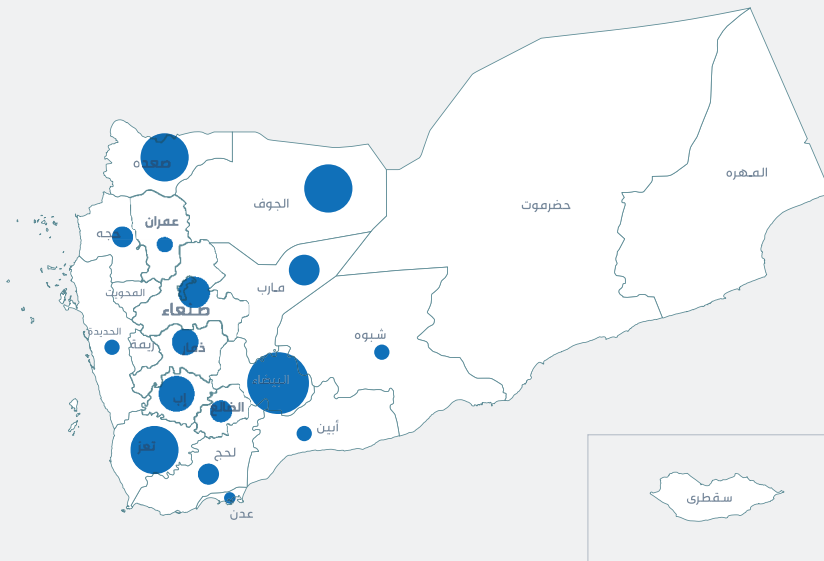 المهره
صعده
حضرموت
الجوف
عمران
حجه
مارب
المحويت
صنعاء
الحديدة
شبوه
ريمة
ذمار
البيضاء
إب
الضالع
أبين
تعز
لحج
سقطرى
عدن